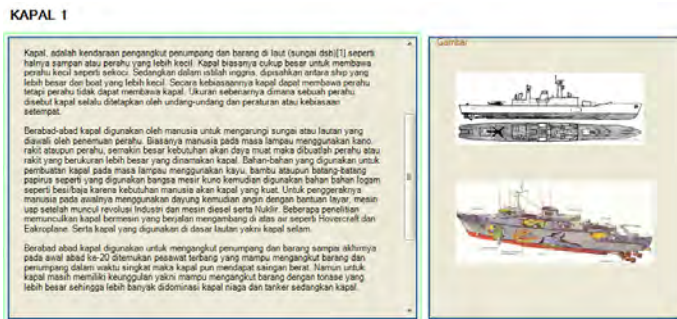 KAPAL 1
Gambar
Kapal, adalah kendaraan pengangkut penumpang dan barang di laut (sungai dsb)[1] seperti
halnya sampan atau perahu yang lebih kecil. Kapal biasanya cukup besar untuk membawa
perahu kecil seperti sekoci. Sedangkan dalam istilah inggris, dipisahkan antara ship yang
lebih besar dan boat yang lebih kecil. Secara kebiasaannya kapal dapat membawa perahu
tetapi perahu tidak dapat membawa kapal. Ukuran sebenarnya dimana sebuah perahu
disebut kapal selalu ditetapkan oleh undang-undang dan peraturan atau kebiasaan
setempat.
Berabad-abad kapal digunakan oleh manusia untuk mengarungi sungai atau lautan yang
diawali oleh penemuan perahu. Biasanya manusia pada masa lampau menggunakan kano,
rakit ataupun perahu, semakin besar kebutuhan akan daya muat maka dibuatlah perahu atau
rakit yang berukuran lebih besar yang dinamakan kapal. Bahan-bahan yang digunakan untuk
pembuatan kapal pada masa lampau menggunakan kayu, bambu ataupun batang-batang
papirus seperti yang digunakan bangsa mesir kuno kemudian digunakan bahan bahan logam
seperti besi/baja karena kebutuhan manusia akan kapal yang kuat. Untuk penggeraknya
manusia pada awalnya menggunakan dayung kemudian angin dengan bantuan layar, mesin
uap setelah muncul revolusi Industri dan mesin diesel serta Nuklir. Beberapa penelitian
memunculkan kapal bermesin yang berjalan mengambang di atas air seperti Hovercraft dan
Eakroplane. Serta kapal yang digunakan di dasar lautan yakni kapal selam.
Berabad abad kapal digunakan untuk mengangkut penumpang dan barang sampai akhirnya
pada awal abad ke-20 ditemukan pesawat terbang yang mampu mengangkut barang dan
penumpang dalam waktu singkat maka kapal pun mendapat saingan berat. Namun untuk
kapal masih memiliki keunggulan yakni mampu mengangkut barang dengan tonase yang
lebih besar sehingga lebih banyak didominasi kapal niaga dan tanker sedangkan kapal.